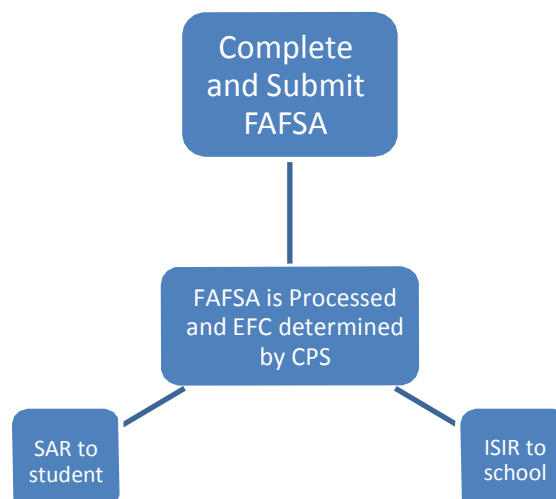 Complete
and Submit
FAFSA
FAFSA is Processed
and EFC determined
by CPS
SAR to
student
ISIR to
school